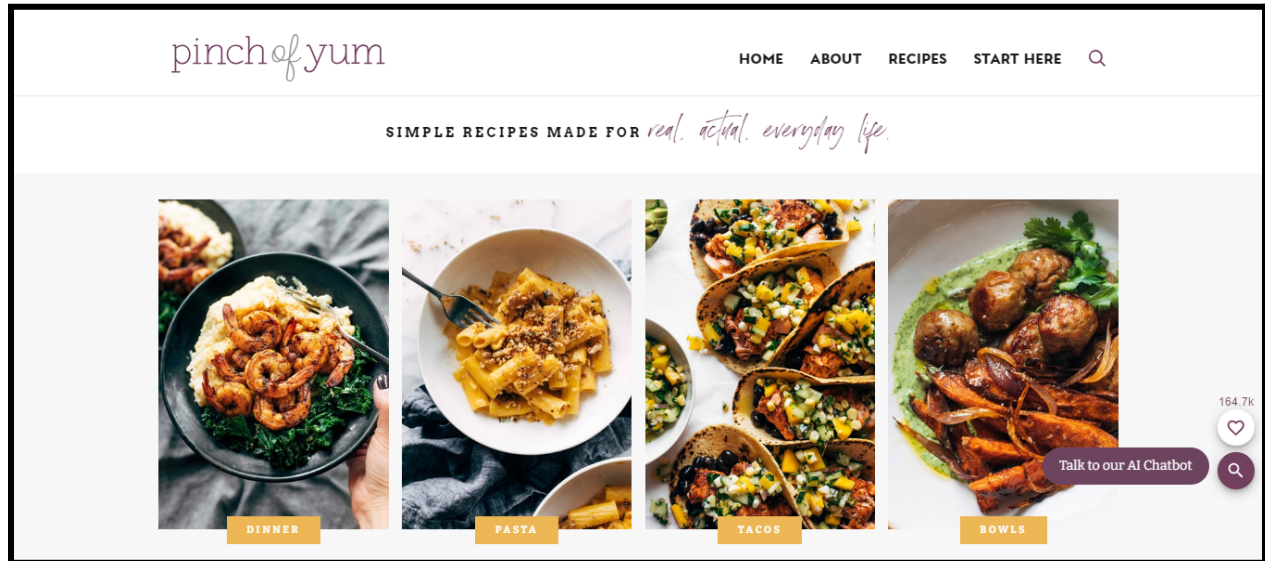 pinch of yum
HOME ABOUT RECIPES START HERE
SIMPLE RECIPES MADE FOR real. actual. everyday life.
164.7k
Talk to our AI Chatbot
DINNER PASTA TACOS BOWLS